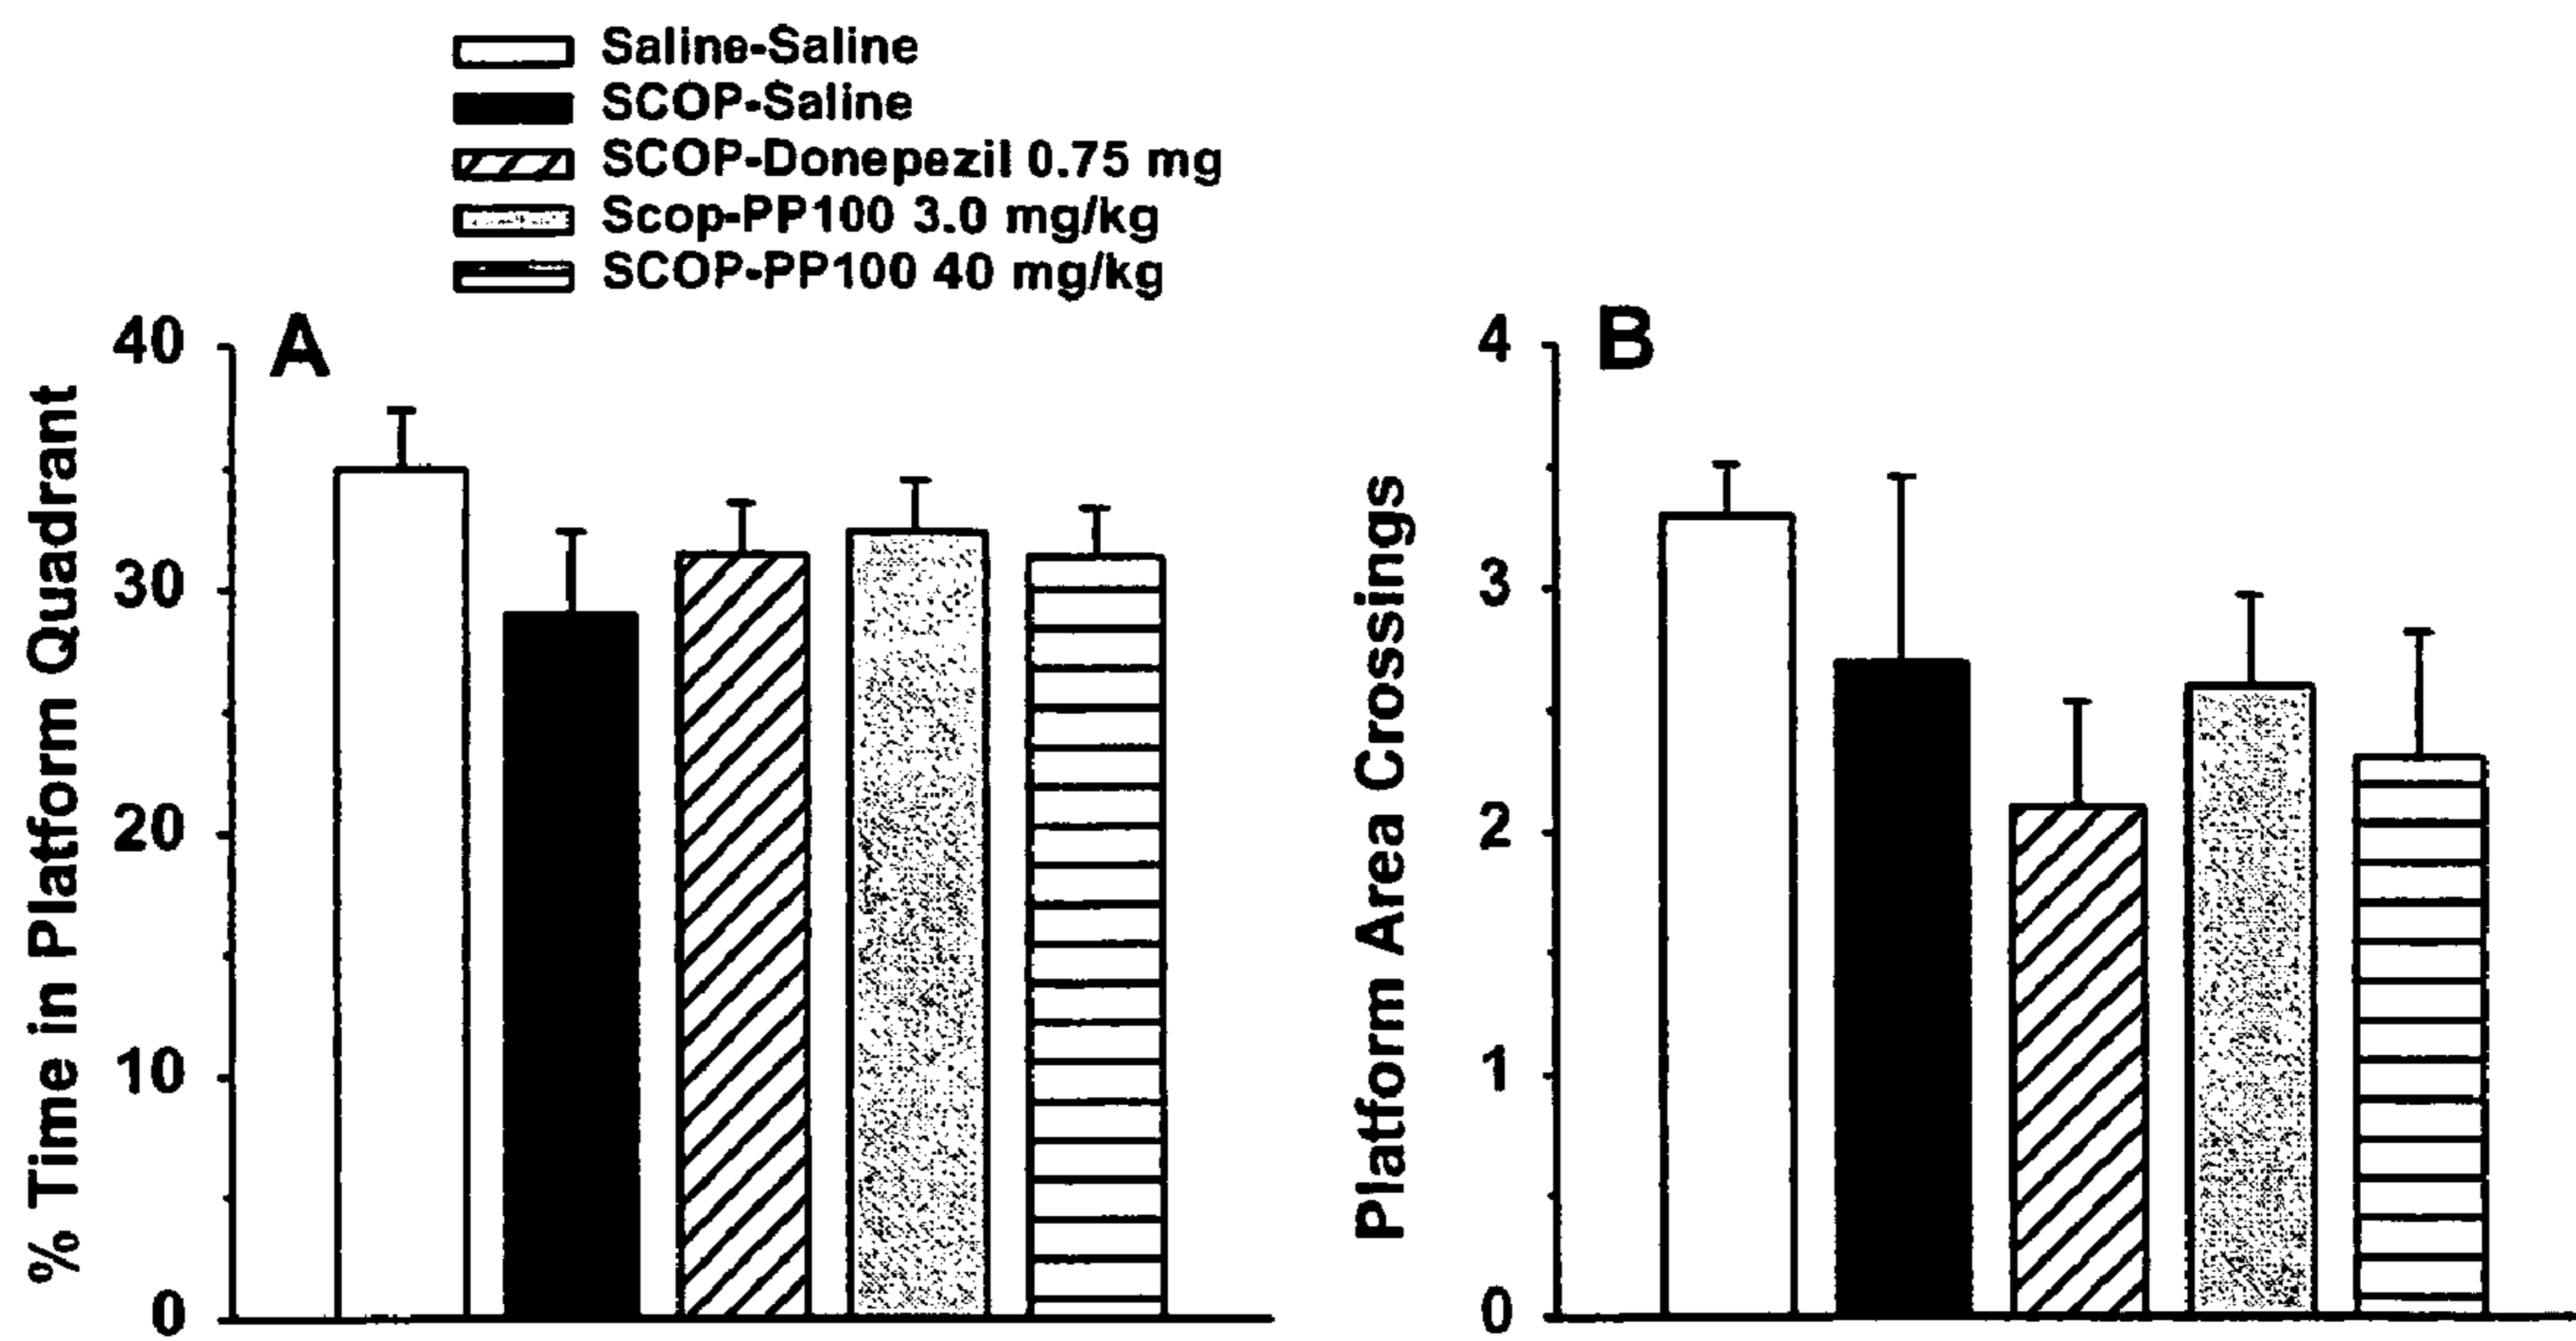 Saline-Saline
SCOP-Saline
SCOP-Donepezil 0.75 mg
Scop-PP100 3.0 mg/kg
SCOP-PP100 40 mg/kg
A
% Time in Platform Quadrant
40
30
20
10
0
B
Platform Area Crossings
4
3
2
1
0